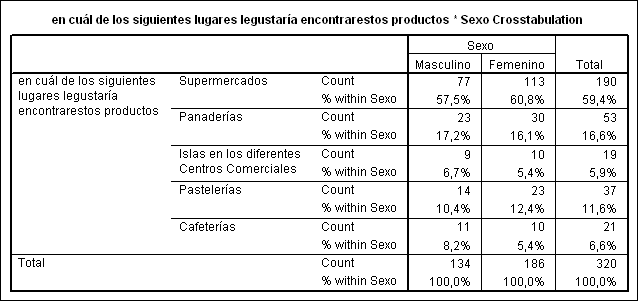 en cuál de los siguientes lugares legustaría encontrarestos productos * Sexo Crosstabulation
Sexo
Masculino Femenino Total
en cuál de los siguientes lugares legustaría encontrarestos productos
Supermercados Count 77 113 190
% within Sexo 57,5% 60,8% 59,4%
Panaderías Count 23 30 53
% within Sexo 17,2% 16,1% 16,6%
Islas en los diferentes Centros Comerciales Count 9 10 19
% within Sexo 6,7% 5,4% 5,9%
Pastelerías Count 14 23 37
% within Sexo 10,4% 12,4% 11,6%
Cafeterías Count 11 10 21
% within Sexo 8,2% 5,4% 6,6%
Total Count 134 186 320
% within Sexo 100,0% 100,0% 100,0%